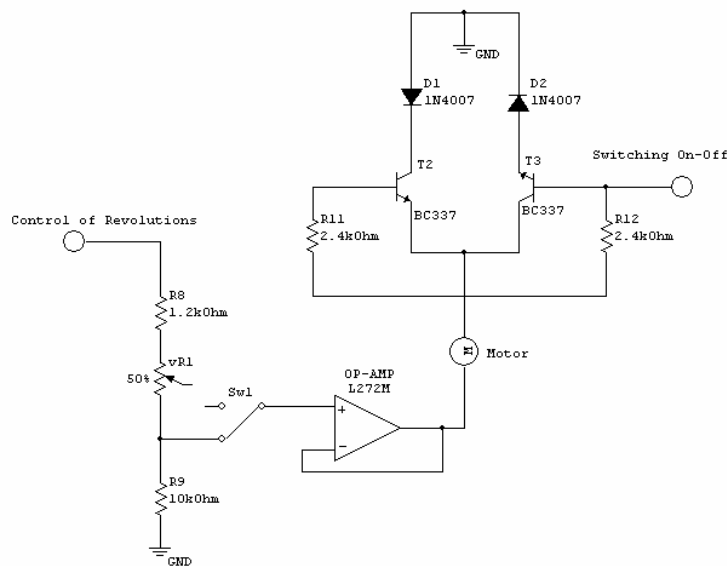 GND
D1
1N4007
D2
1N4007
T2
T3
Switching On-Off
BC337
BC337
R11
2.4kOhm
R12
2.4kOhm
Control of Revolutions
R8
1.2kOhm
vR1
50%
M
Motor
OP-AMP
L272M
Sw1
+
−
R9
10kOhm
GND